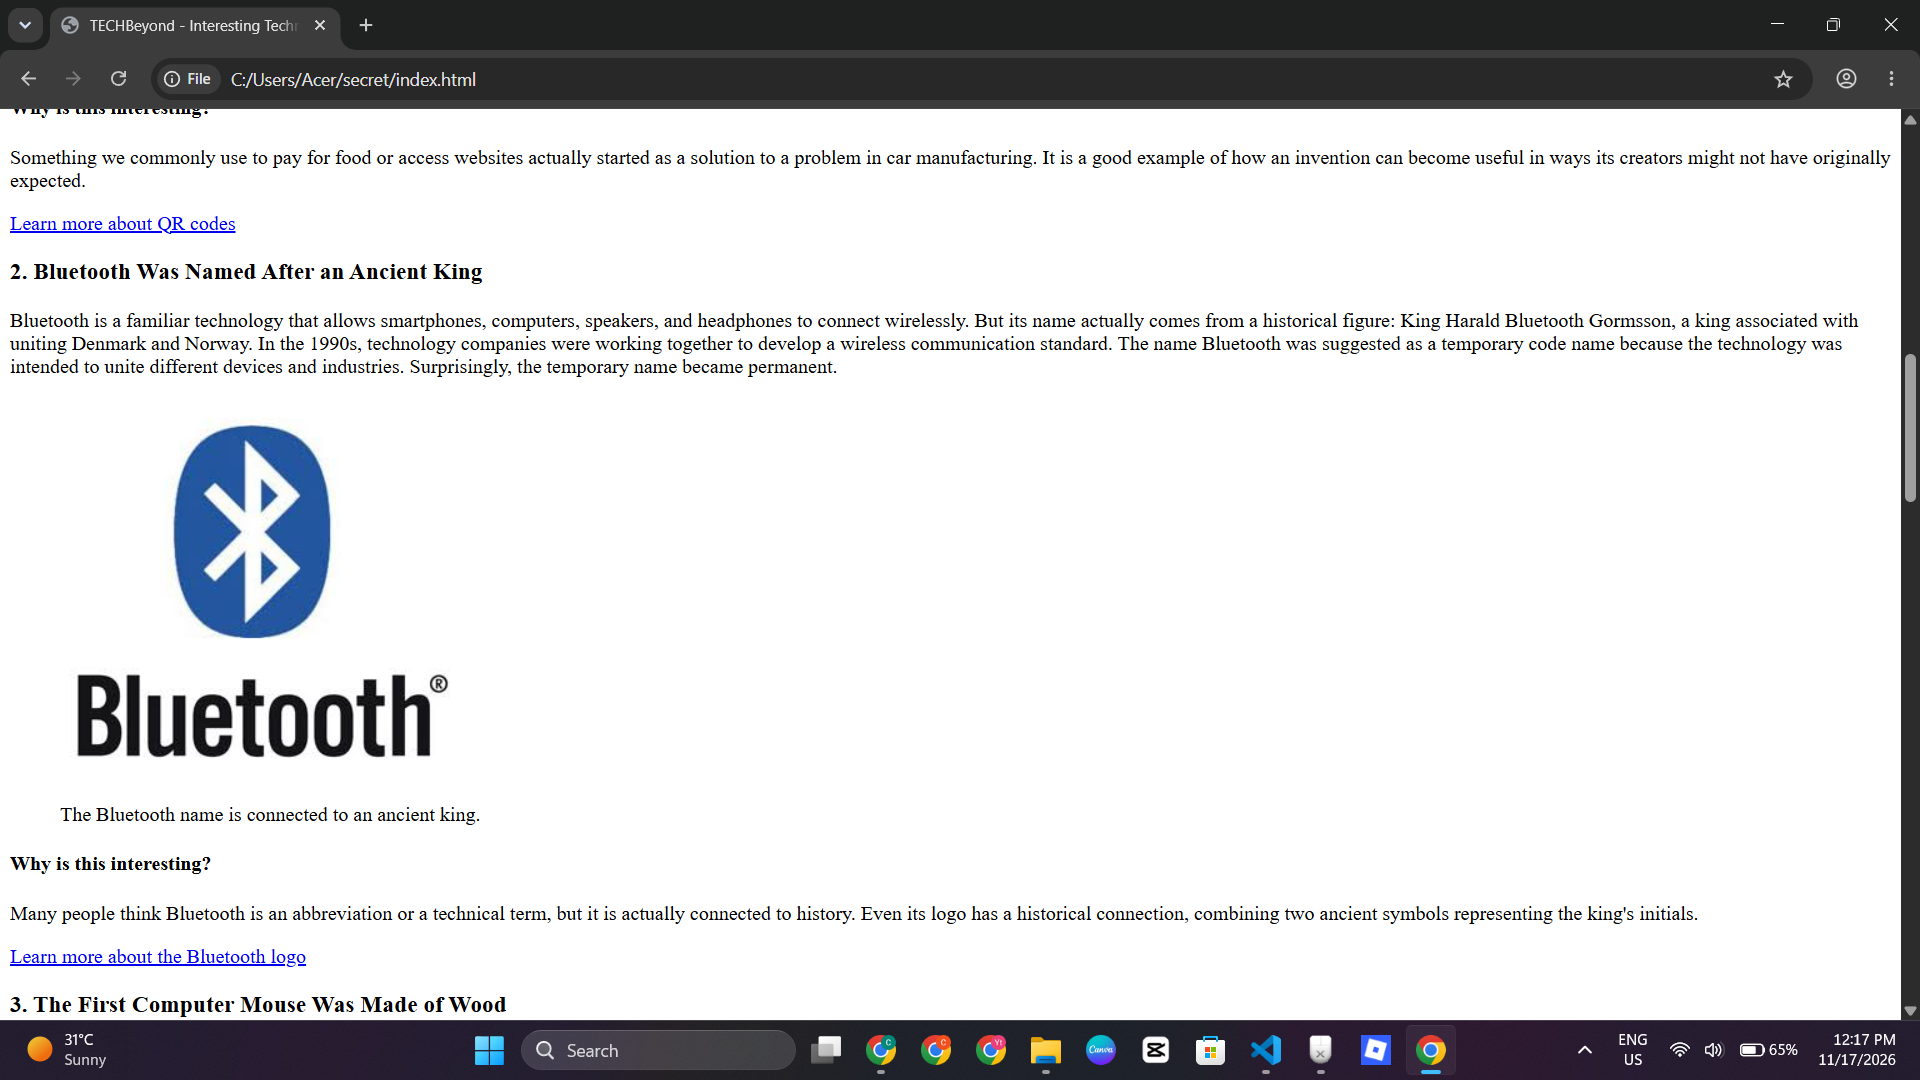 TECHBeyond - Interesting Techn
File
C:/Users/Acer/secret/index.html
Why is this interesting?
Something we commonly use to pay for food or access websites actually started as a solution to a problem in car manufacturing. It is a good example of how an invention can become useful in ways its creators might not have originally
expected.
Learn more about QR codes
2. Bluetooth Was Named After an Ancient King
Bluetooth is a familiar technology that allows smartphones, computers, speakers, and headphones to connect wirelessly. But its name actually comes from a historical figure: King Harald Bluetooth Gormsson, a king associated with
uniting Denmark and Norway. In the 1990s, technology companies were working together to develop a wireless communication standard. The name Bluetooth was suggested as a temporary code name because the technology was
intended to unite different devices and industries. Surprisingly, the temporary name became permanent.
Bluetooth®
The Bluetooth name is connected to an ancient king.
Why is this interesting?
Many people think Bluetooth is an abbreviation or a technical term, but it is actually connected to history. Even its logo has a historical connection, combining two ancient symbols representing the king's initials.
Learn more about the Bluetooth logo
3. The First Computer Mouse Was Made of Wood
31°C
Sunny
Search
C
C
Yt
Canva
ENG
US
65%
12:17 PM
11/17/2026